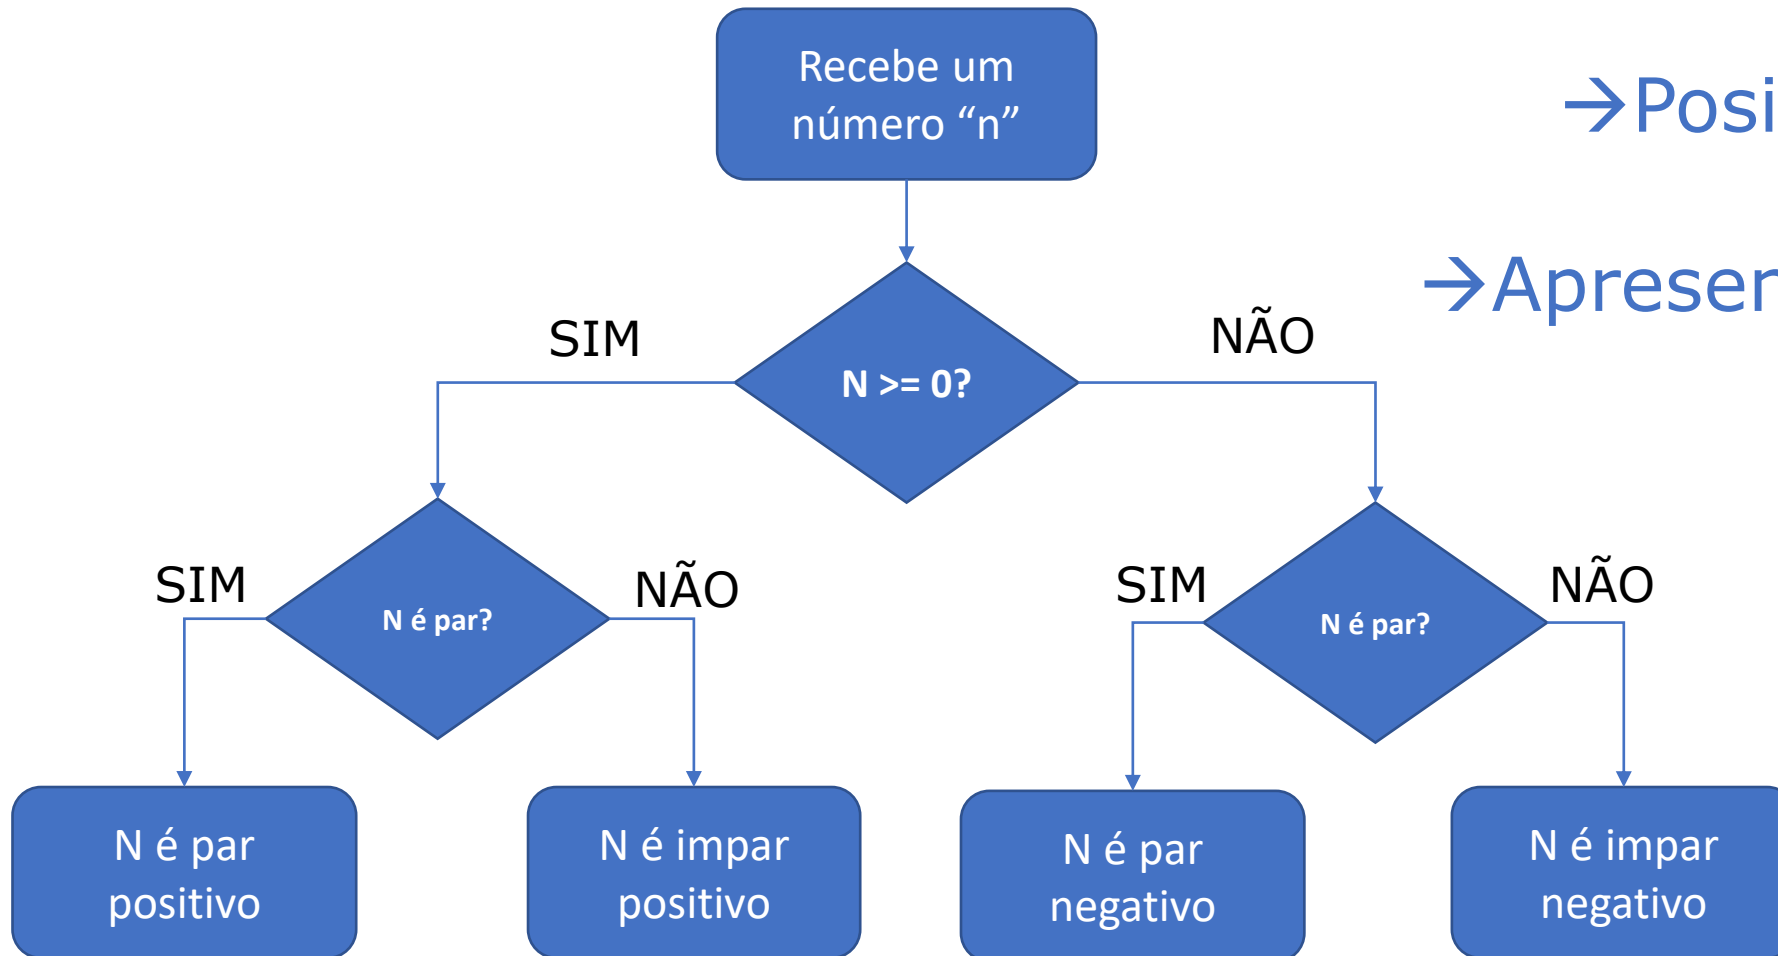 Recebe um
número “n”
→Posi
→Apreser
SIM
NÃO
N >= 0?
SIM
NÃO
SIM
NÃO
N é par?
N é par?
N é par
positivo
N é impar
positivo
N é par
negativo
N é impar
negativo